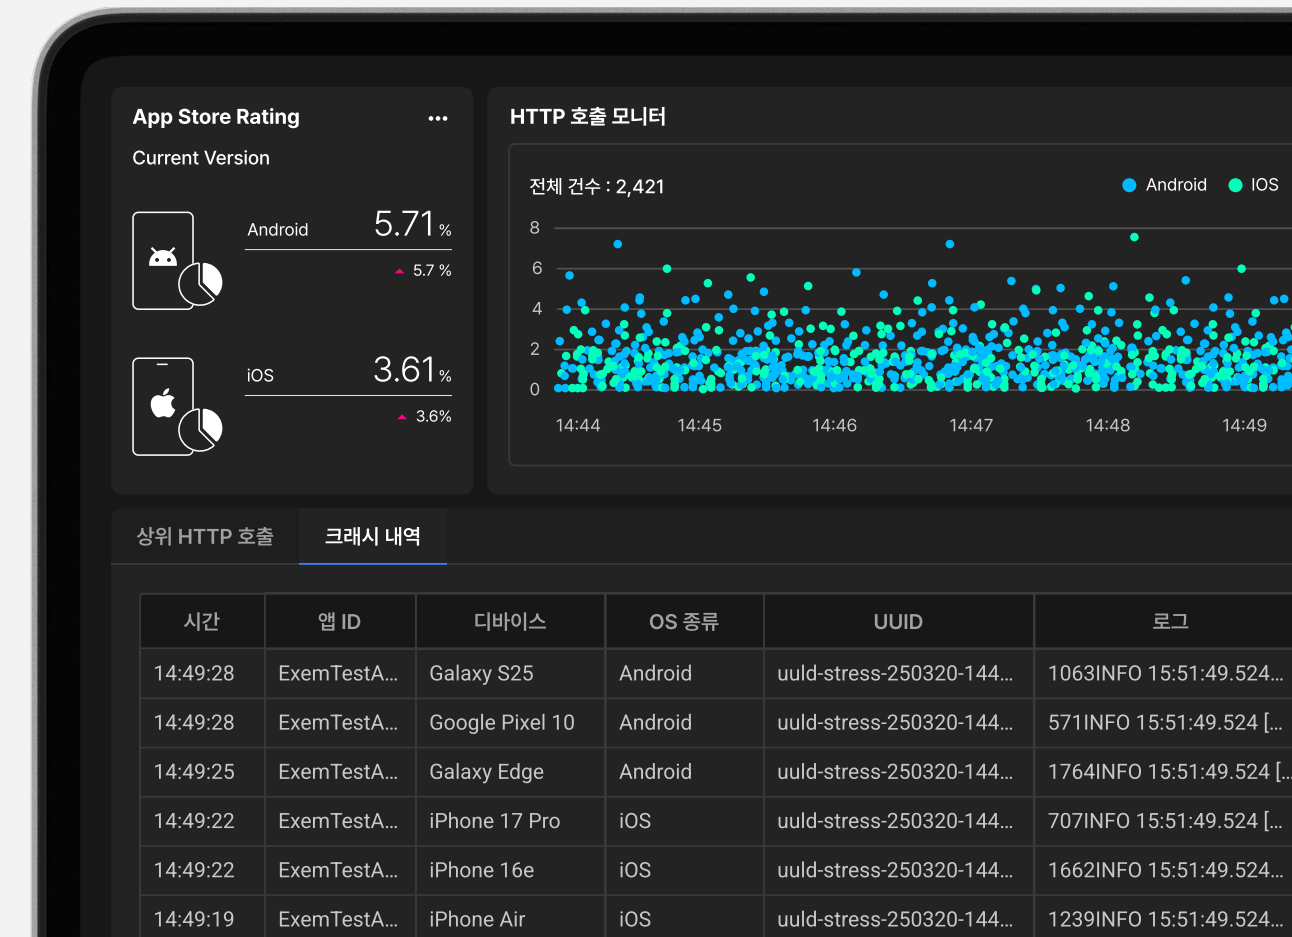 App Store Rating
Current Version
Android 5.71 %
5.7 %
iOS 3.61 %
3.6%
HTTP 호출 모니터
전체 건수 : 2,421
Android IOS
8
6
4
2
0
14:44 14:45 14:46 14:47 14:48 14:49
상위 HTTP 호출 크래시 내역
시간 앱 ID 디바이스 OS 종류 UUID 로그
14:49:28 ExemTestA... Galaxy S25 Android uuld-stress-250320-144... 1063INFO 15:51:49.524...
14:49:28 ExemTestA... Google Pixel 10 Android uuld-stress-250320-144... 571INFO 15:51:49.524 [...
14:49:25 ExemTestA... Galaxy Edge Android uuld-stress-250320-144... 1764INFO 15:51:49.524 [...
14:49:22 ExemTestA... iPhone 17 Pro iOS uuld-stress-250320-144... 707INFO 15:51:49.524 [...
14:49:22 ExemTestA... iPhone 16e iOS uuld-stress-250320-144... 1662INFO 15:51:49.524...
14:49:19 ExemTestA... iPhone Air iOS uuld-stress-250320-144... 1239INFO 15:51:49.524...